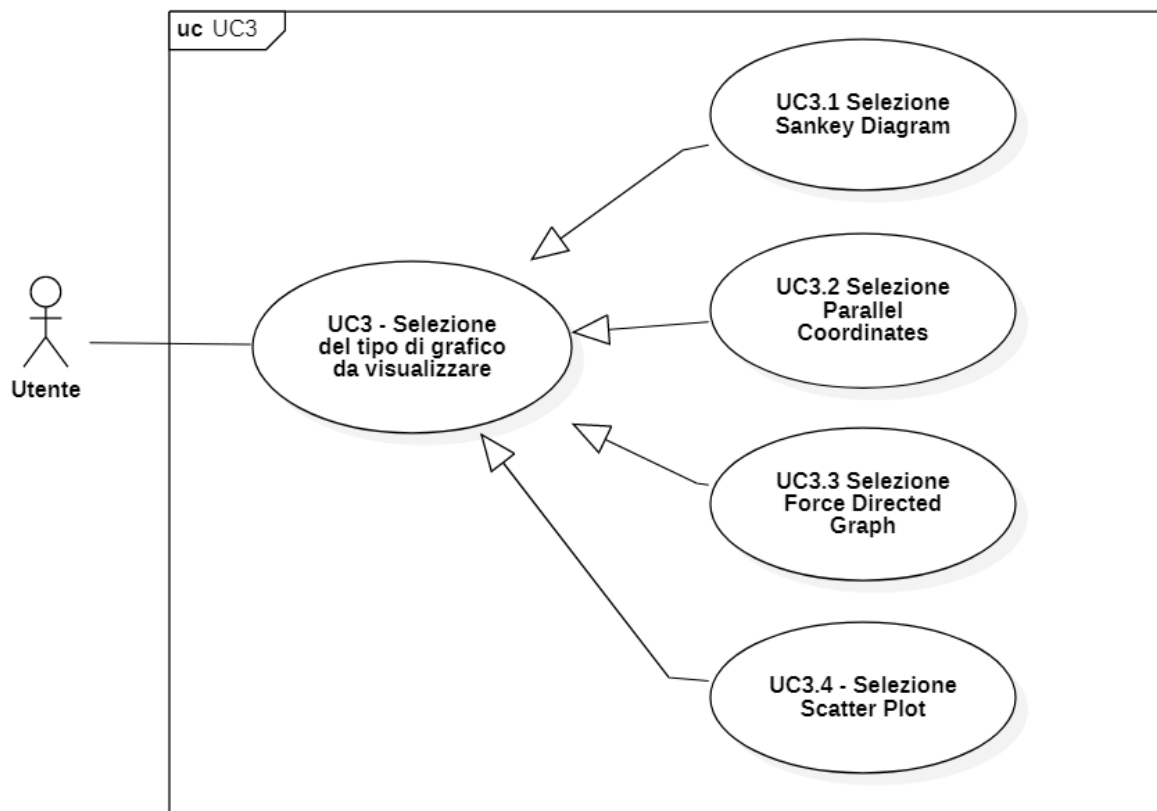 uc UC3
UC3.1 Selezione
Sankey Diagram
UC3.2 Selezione
Parallel
Coordinates
UC3 - Selezione
del tipo di grafico
da visualizzare
Utente
UC3.3 Selezione
Force Directed
Graph
UC3.4 - Selezione
Scatter Plot